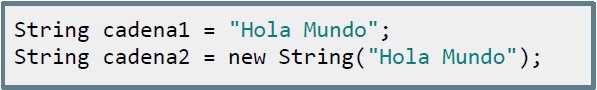 String cadena1 = "Hola Mundo";
String cadena2 = new String("Hola Mundo");